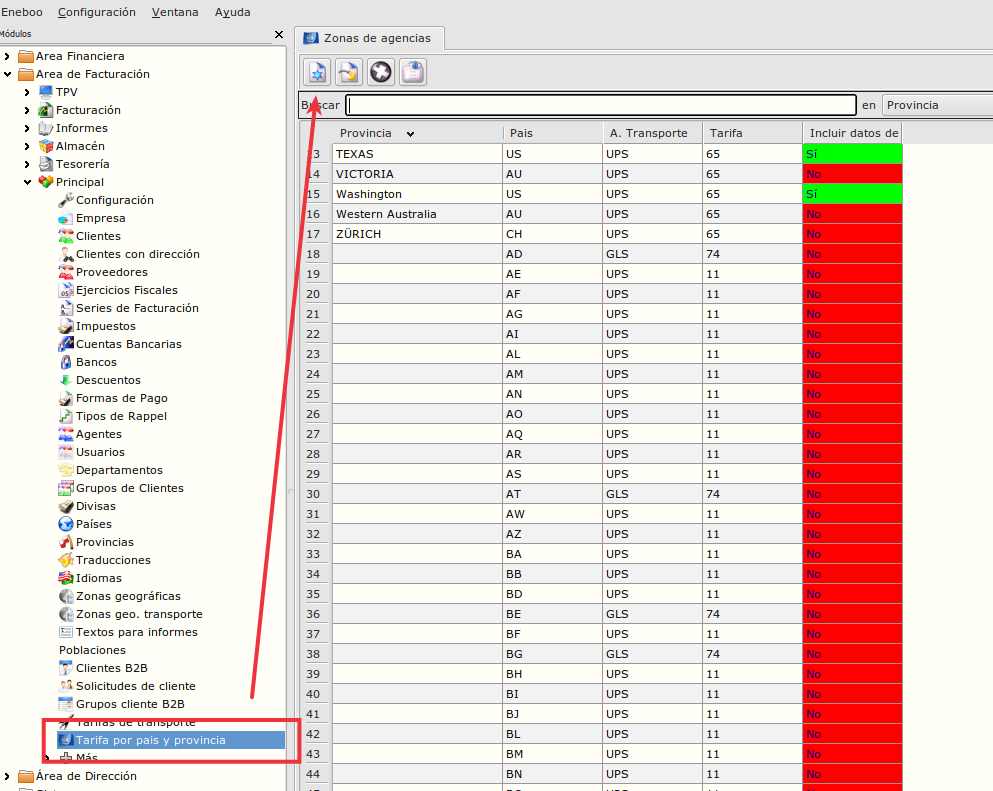 Eneboo Configuración Ventana Ayuda
Módulos
Area Financiera
Area de Facturación
TPV
Facturación
Informes
Almacén
Tesorería
Principal
Configuración
Empresa
Clientes
Clientes con dirección
Proveedores
Ejercicios Fiscales
Series de Facturación
Impuestos
Cuentas Bancarias
Bancos
Descuentos
Formas de Pago
Tipos de Rappel
Agentes
Usuarios
Departamentos
Grupos de Clientes
Divisas
Países
Provincias
Traducciones
Idiomas
Zonas geográficas
Zonas geo. transporte
Textos para informes
Poblaciones
Clientes B2B
Solicitudes de cliente
Grupos cliente B2B
Tarifas de transporte
Tarifa por pais y provincia
Más
Área de Dirección
Zonas de agencias
Buscar en Provincia
Provincia Pais A. Transporte Tarifa Incluir datos de
13 TEXAS US UPS 65 Sí
14 VICTORIA AU UPS 65 No
15 Washington US UPS 65 Sí
16 Western Australia AU UPS 65 No
17 ZÜRICH CH UPS 65 No
18 AD GLS 74 No
19 AE UPS 11 No
20 AF UPS 11 No
21 AG UPS 11 No
22 AI UPS 11 No
23 AL UPS 11 No
24 AM UPS 11 No
25 AN UPS 11 No
26 AO UPS 11 No
27 AQ UPS 11 No
28 AR UPS 11 No
29 AS UPS 11 No
30 AT GLS 74 No
31 AW UPS 11 No
32 AZ UPS 11 No
33 BA UPS 11 No
34 BB UPS 11 No
35 BD UPS 11 No
36 BE GLS 74 No
37 BF UPS 11 No
38 BG GLS 74 No
39 BH UPS 11 No
40 BI UPS 11 No
41 BJ UPS 11 No
42 BL UPS 11 No
43 BM UPS 11 No
44 BN UPS 11 No